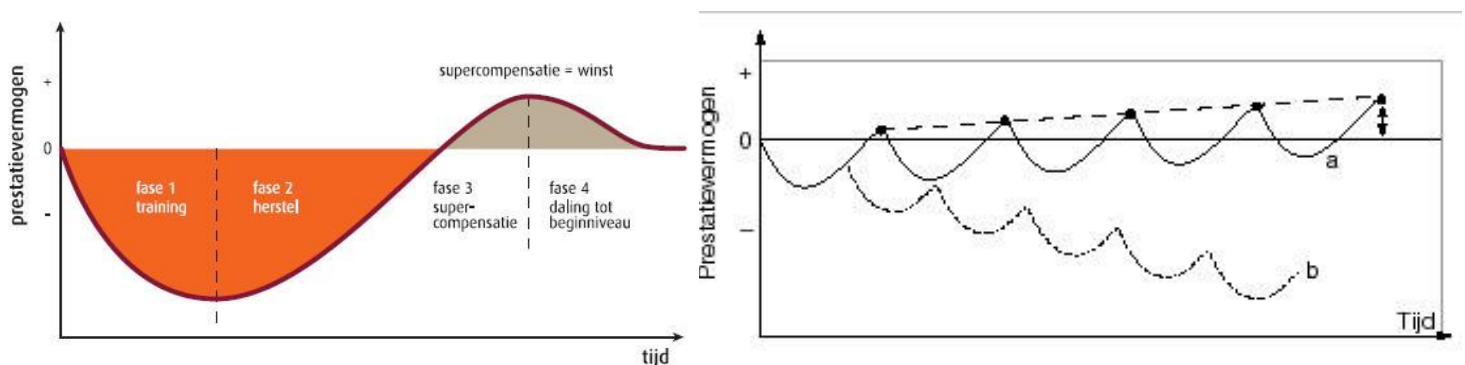 supercompensatie = winst
prestatievermogen
+
0
-
fase 1
training
fase 2
herstel
fase 3
super-
compensatie
fase 4
daling tot
beginniveau
tijd
Prestatievermogen
+
0
–
a
b
Tijd